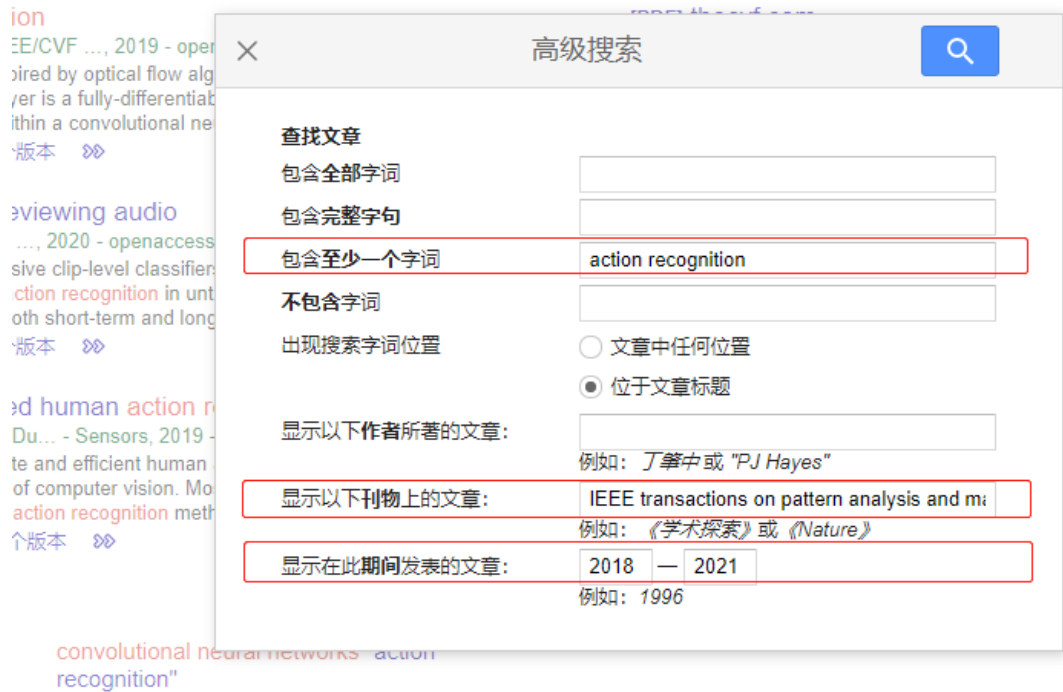 ion
EE/CVF ..., 2019 - oper
高级搜索
pired by optical flow alg
yer is a fully-differentiab
ithin a convolutional ne
版本
查找文章
包含全部字词
eviewing audio
包含完整字句
..., 2020 - openaccess
包含至少一个字词 action recognition
sive clip-level classifier
ction recognition in unt
不包含字词
oth short-term and long
版本
出现搜索字词位置 文章中任何位置
位于文章标题
ed human action r
Du... - Sensors, 2019 -
显示以下作者所著的文章:
te and efficient human
例如: 丁肇中 或 "PJ Hayes"
of computer vision. Mo
显示以下刊物上的文章: IEEE transactions on pattern analysis and ma
action recognition meth
例如: 《学术探索》或《Nature》
个版本
显示在此期间发表的文章: 2018 — 2021
例如: 1996
convolutional neural networks "action
recognition"